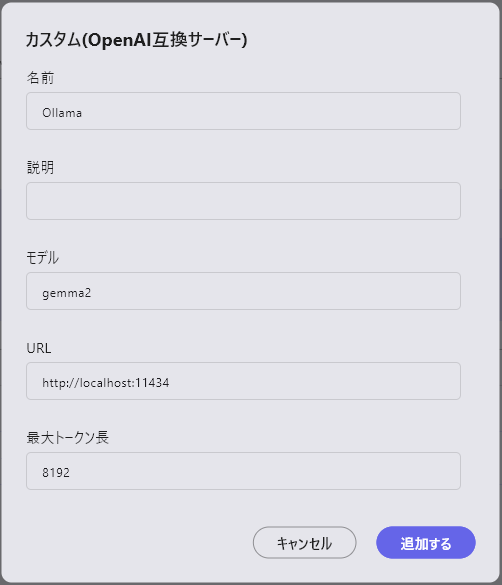 カスタム(OpenAI互換サーバー)
名前
Ollama
説明
モデル
gemma2
URL
http://localhost:11434
最大トークン長
8192
キャンセル 追加する